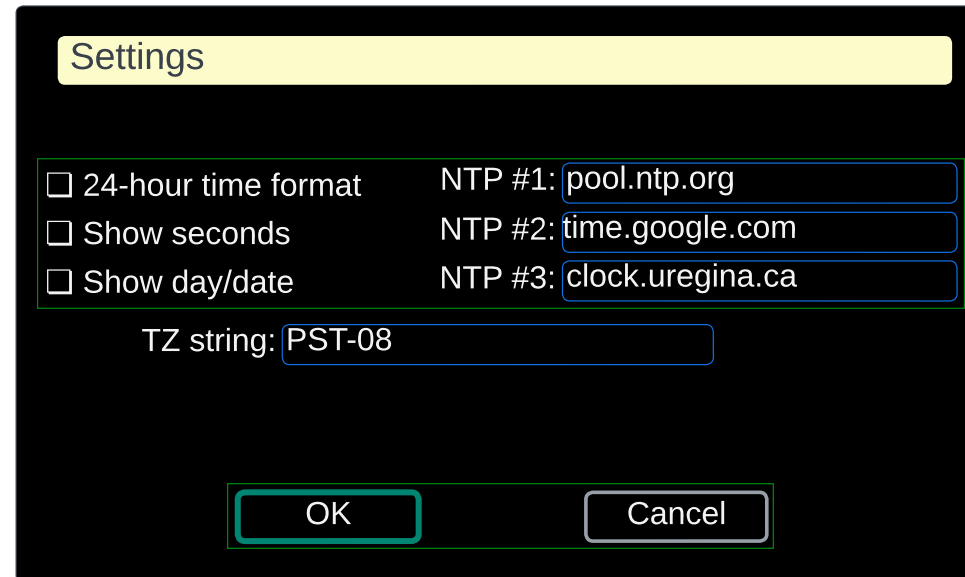 Settings
❏ 24-hour time format NTP #1: pool.ntp.org
❏ Show seconds NTP #2: time.google.com
❏ Show day/date NTP #3: clock.uregina.ca
TZ string: PST-08
OK Cancel